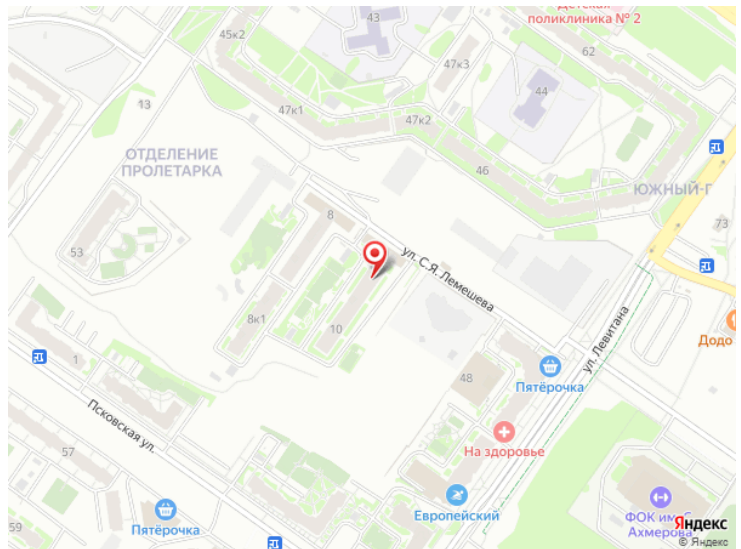 Детская
поликлиника № 2
43
45к2
62
47к3
44
13
47к1
47к2
ОТДЕЛЕНИЕ
ПРОЛЕТАРКА
46
ЮЖНЫЙ-Г
8
73
ул. С.Я. Лемешева
53
8к1
10
ул. Левитана
Додо
1
48
Пятёрочка
Псковская ул.
57
На здоровье
Пятёрочка
Европейский
59
ФОК им. С.
Ахмерова
Яндекс
© Яндекс